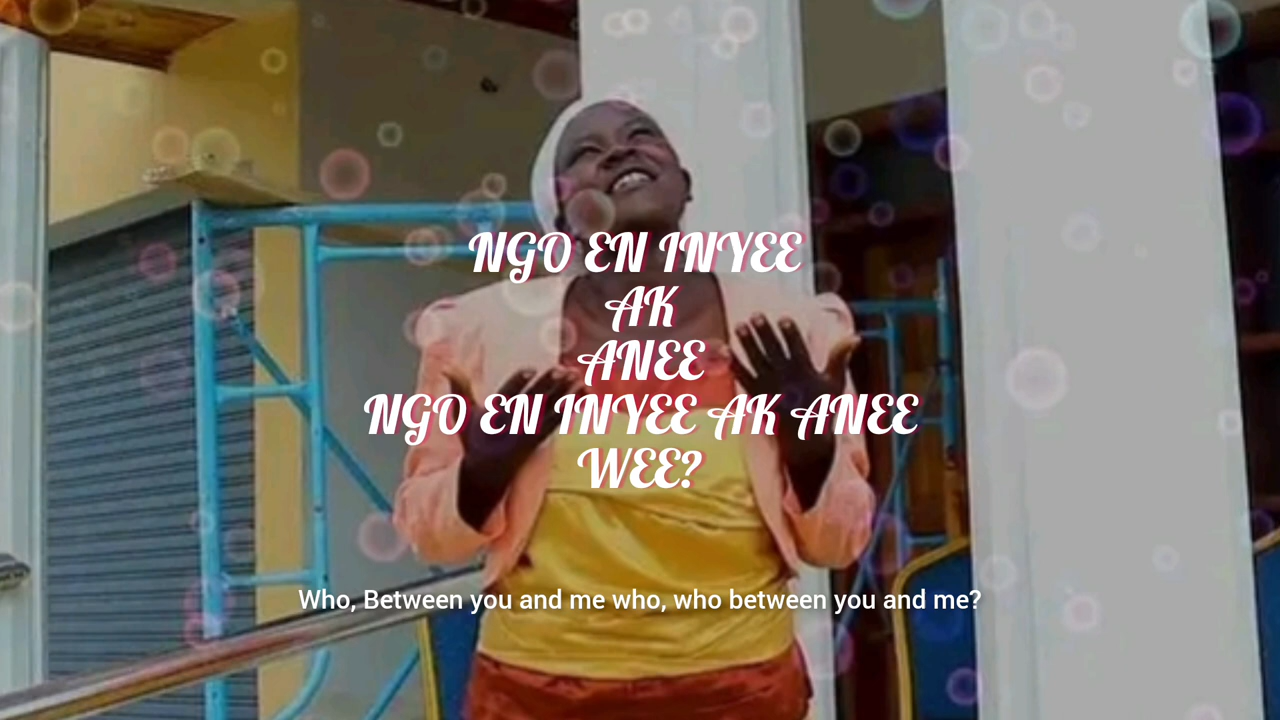 NGO EN INYEE
AK
ANEE
NGO EN INYEE AK ANEE
WEE?
Who, Between you and me who, who between you and me?